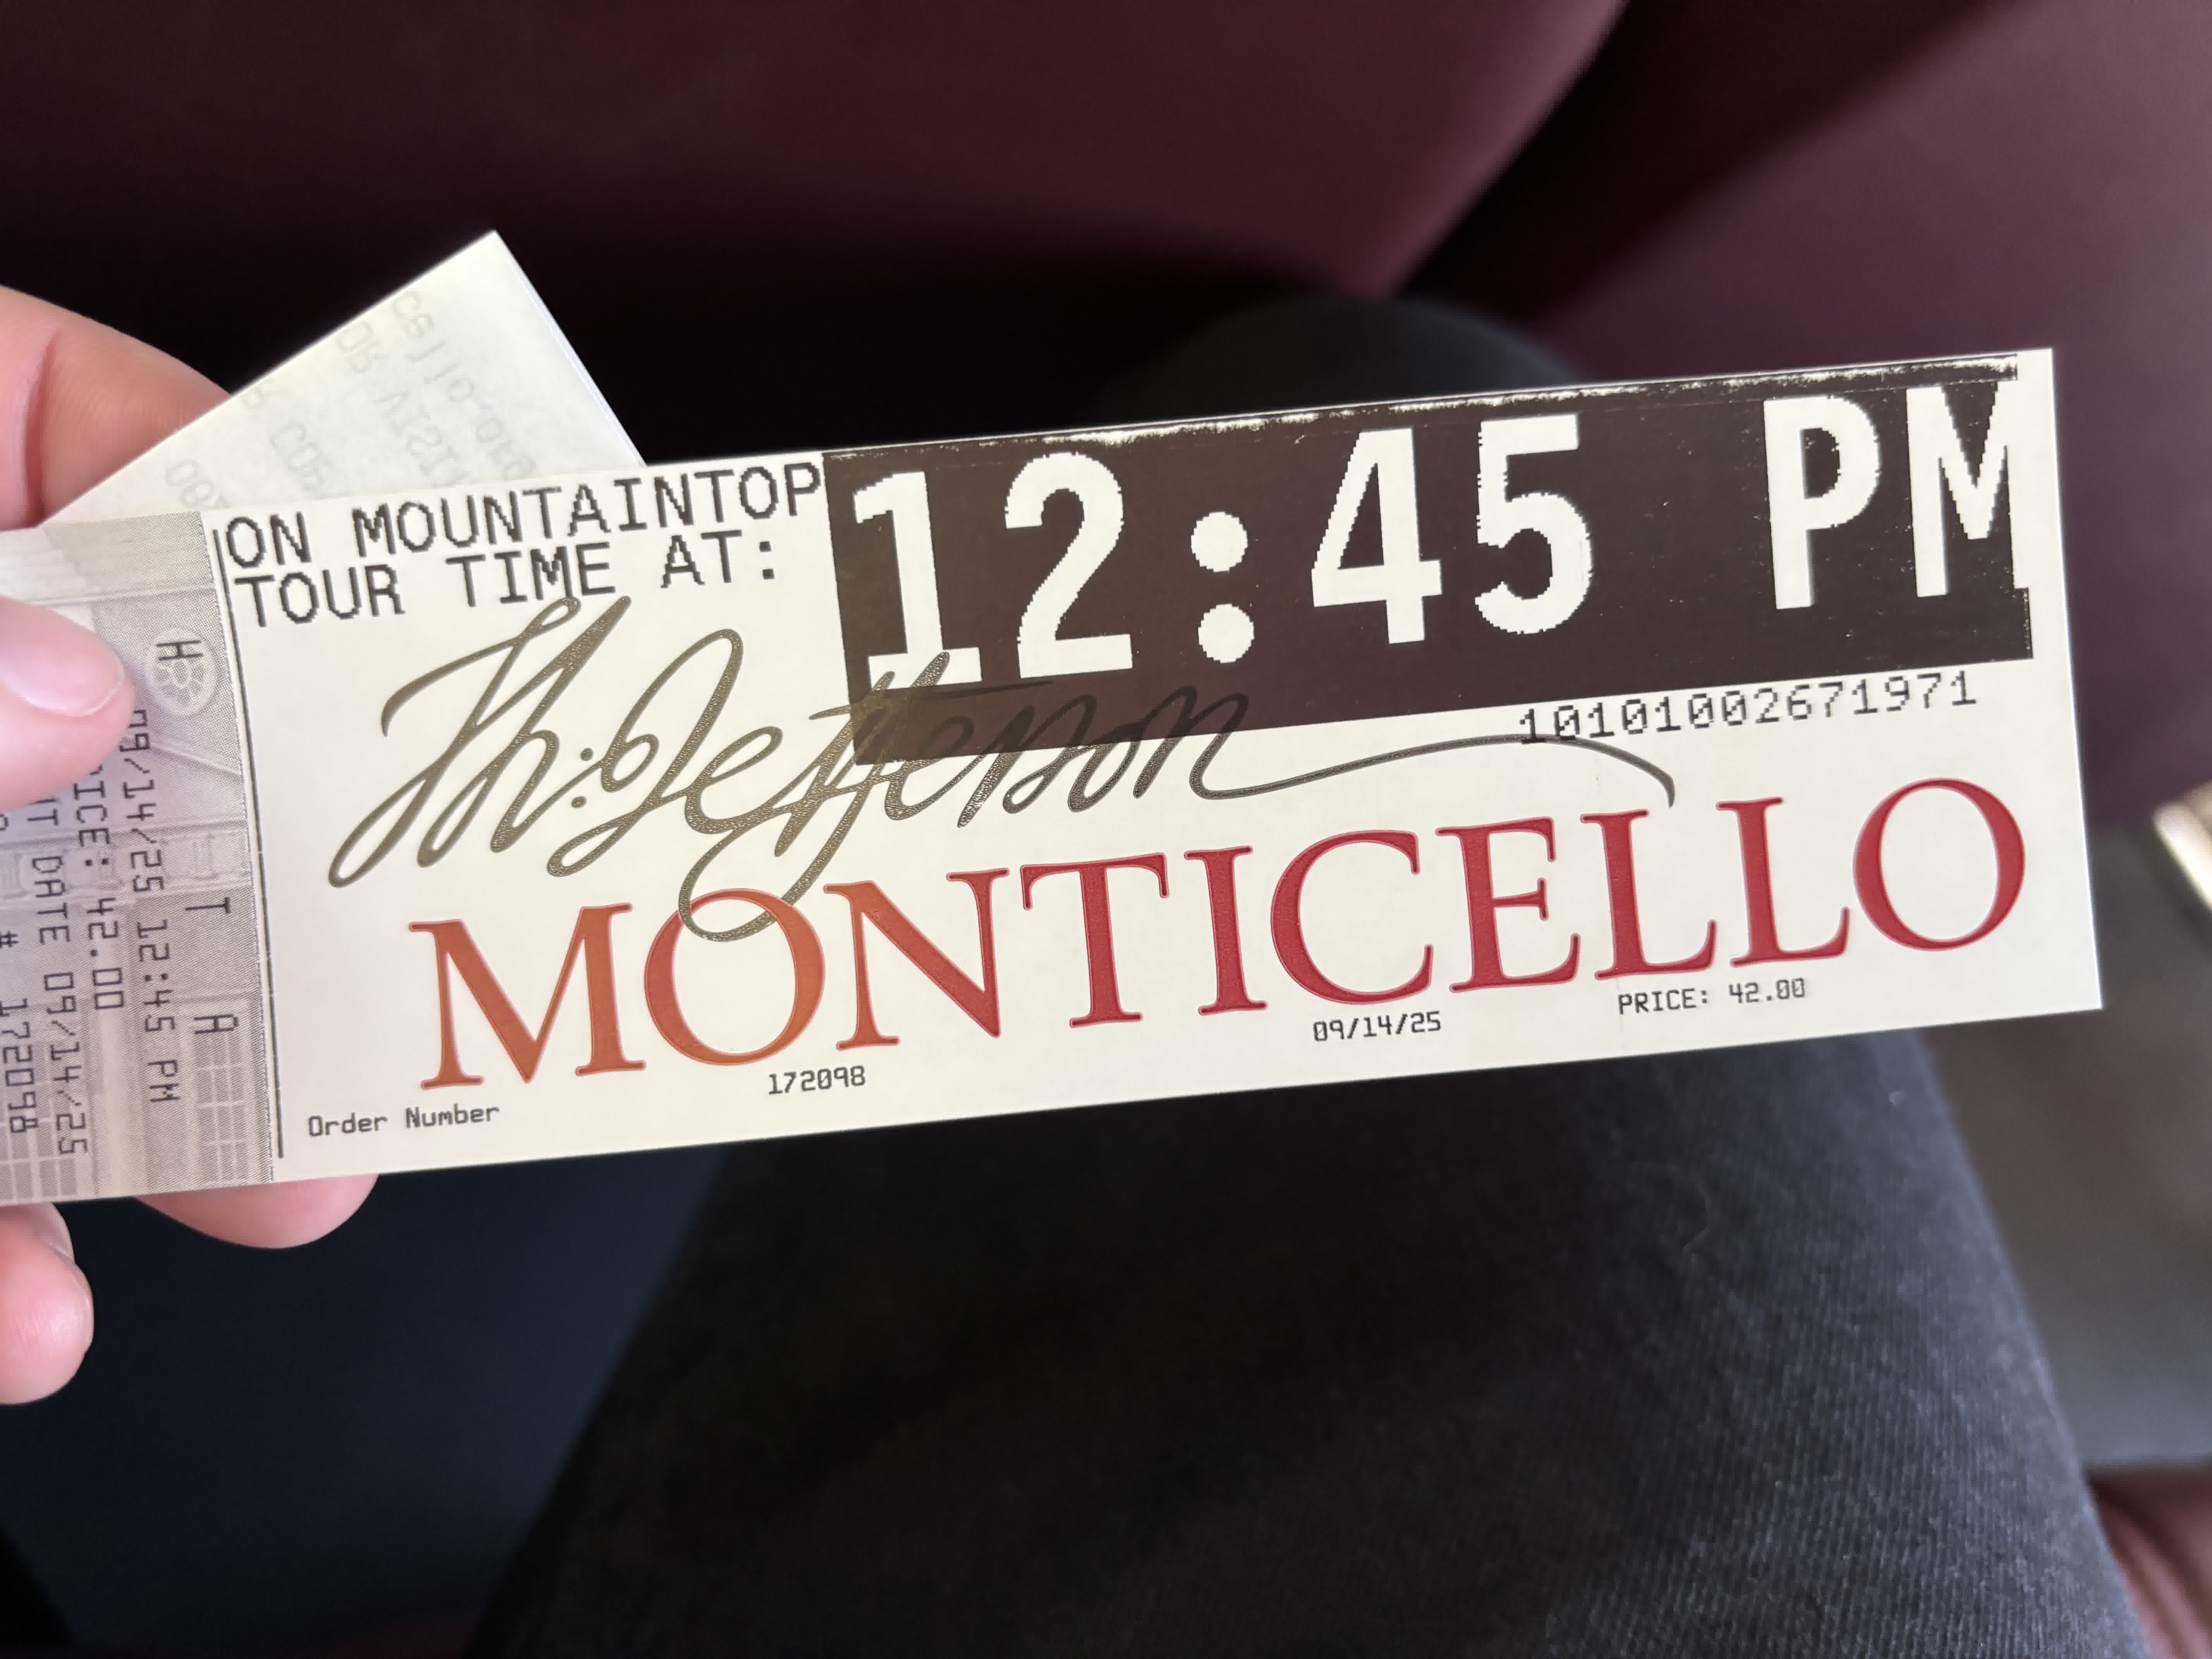 ON MOUNTAINTOP
TOUR TIME AT:
12:45 PM
Th: Jefferson
10101002671971
MONTICELLO
Order Number
172098
09/14/25
PRICE: 42.00
H
T
A
09/14/25 12:45 PM
ICE: 42.00
DATE 09/14/25
# 172098